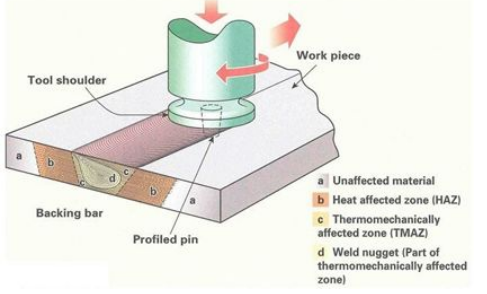 Work piece
Tool shoulder
a
b
c
d
c
b
a
Backing bar
Profiled pin
a Unaffected material
b Heat affected zone (HAZ)
c Thermomechanically
affected zone (TMAZ)
d Weld nugget (Part of
thermomechanically affected
zone)